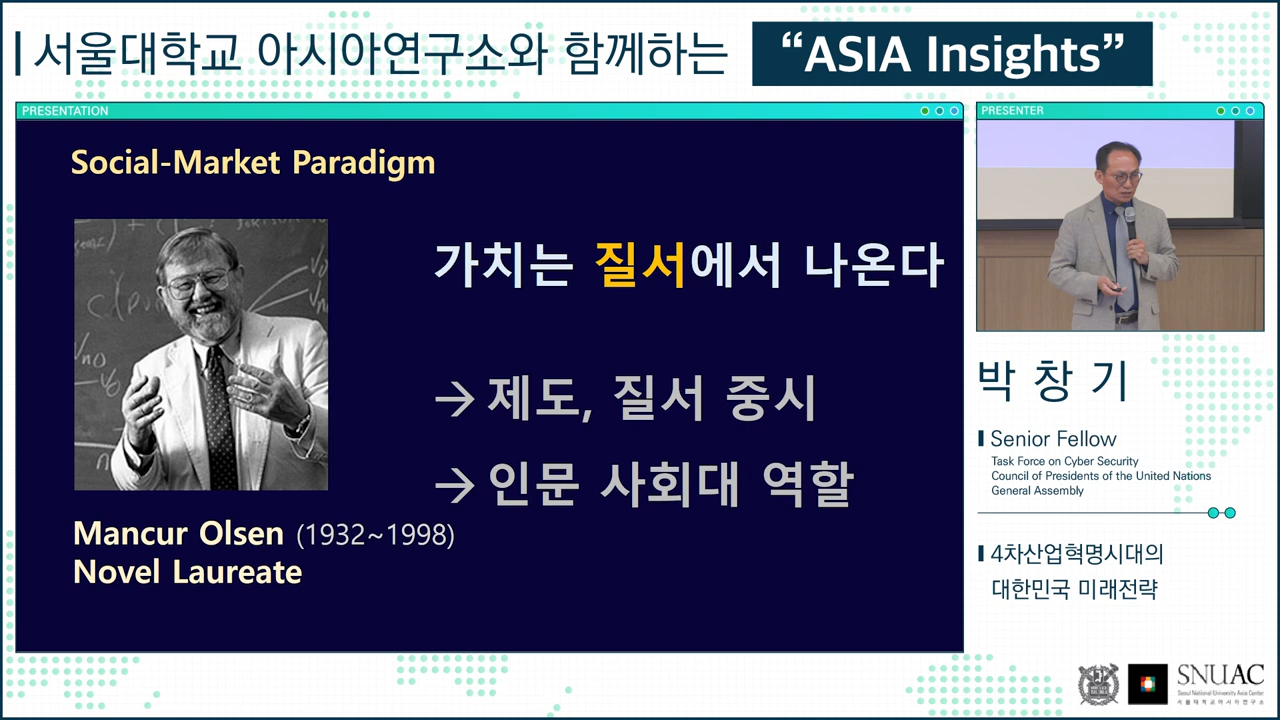 서울대학교 아시아연구소와 함께하는 “ASIA Insights”
PRESENTATION
Social-Market Paradigm
가치는 질서에서 나온다
→ 제도, 질서 중시
→ 인문 사회대 역할
Mancur Olsen (1932~1998)
Novel Laureate
PRESENTER
박 창 기
Senior Fellow
Task Force on Cyber Security
Council of Presidents of the United Nations
General Assembly
4차산업혁명시대의
대한민국 미래전략
SNUAC
Seoul National University Asia Center
서울대학교아시아연구소